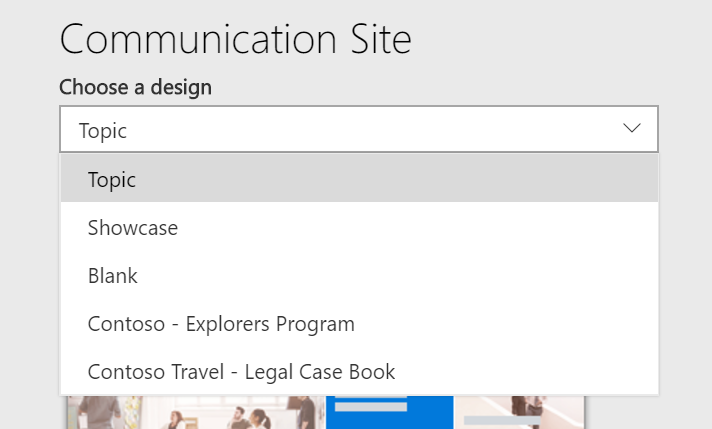 Communication Site
Choose a design
Topic
Topic
Showcase
Blank
Contoso - Explorers Program
Contoso Travel - Legal Case Book